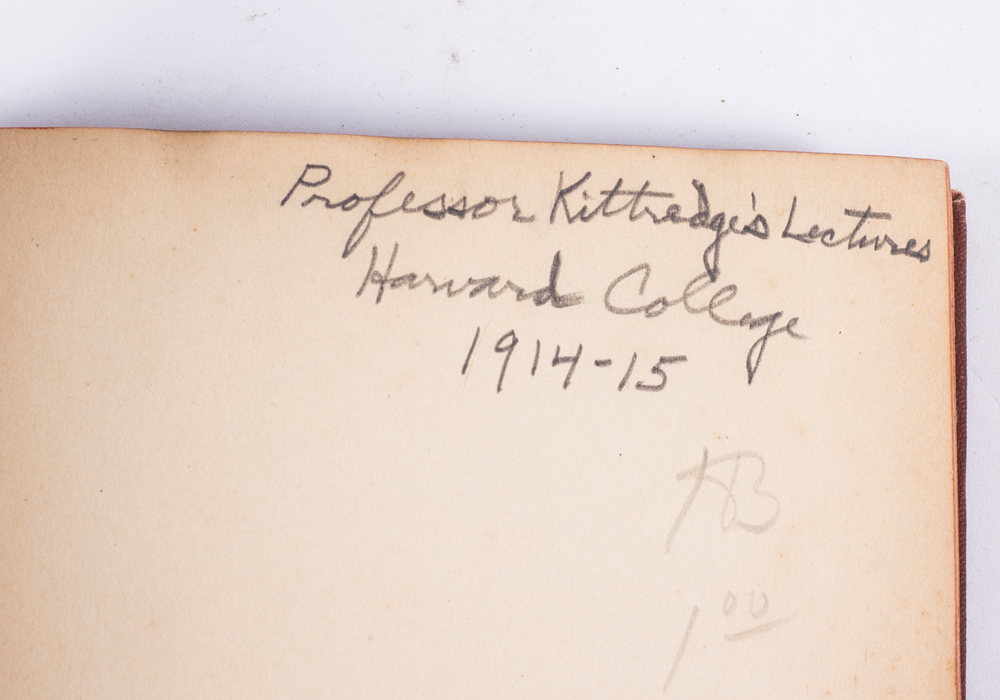 Professor Kittredge's Lectures
Harvard College
1914-15
1 00